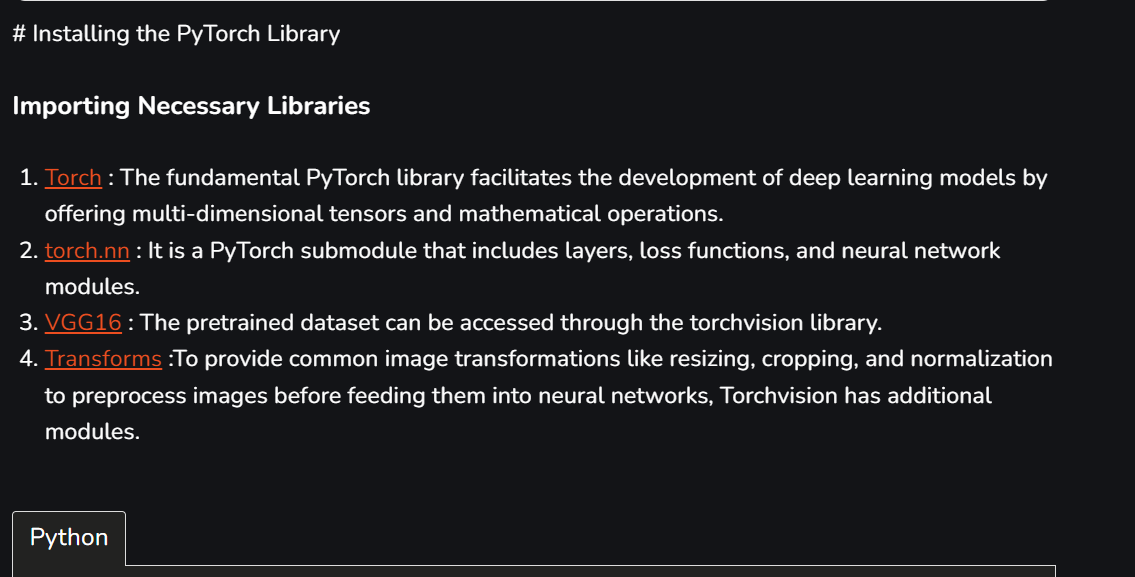 # Installing the PyTorch Library
Importing Necessary Libraries
1. Torch : The fundamental PyTorch library facilitates the development of deep learning models by
offering multi-dimensional tensors and mathematical operations.
2. torch.nn : It is a PyTorch submodule that includes layers, loss functions, and neural network
modules.
3. VGG16 : The pretrained dataset can be accessed through the torchvision library.
4. Transforms :To provide common image transformations like resizing, cropping, and normalization
to preprocess images before feeding them into neural networks, Torchvision has additional
modules.
Python